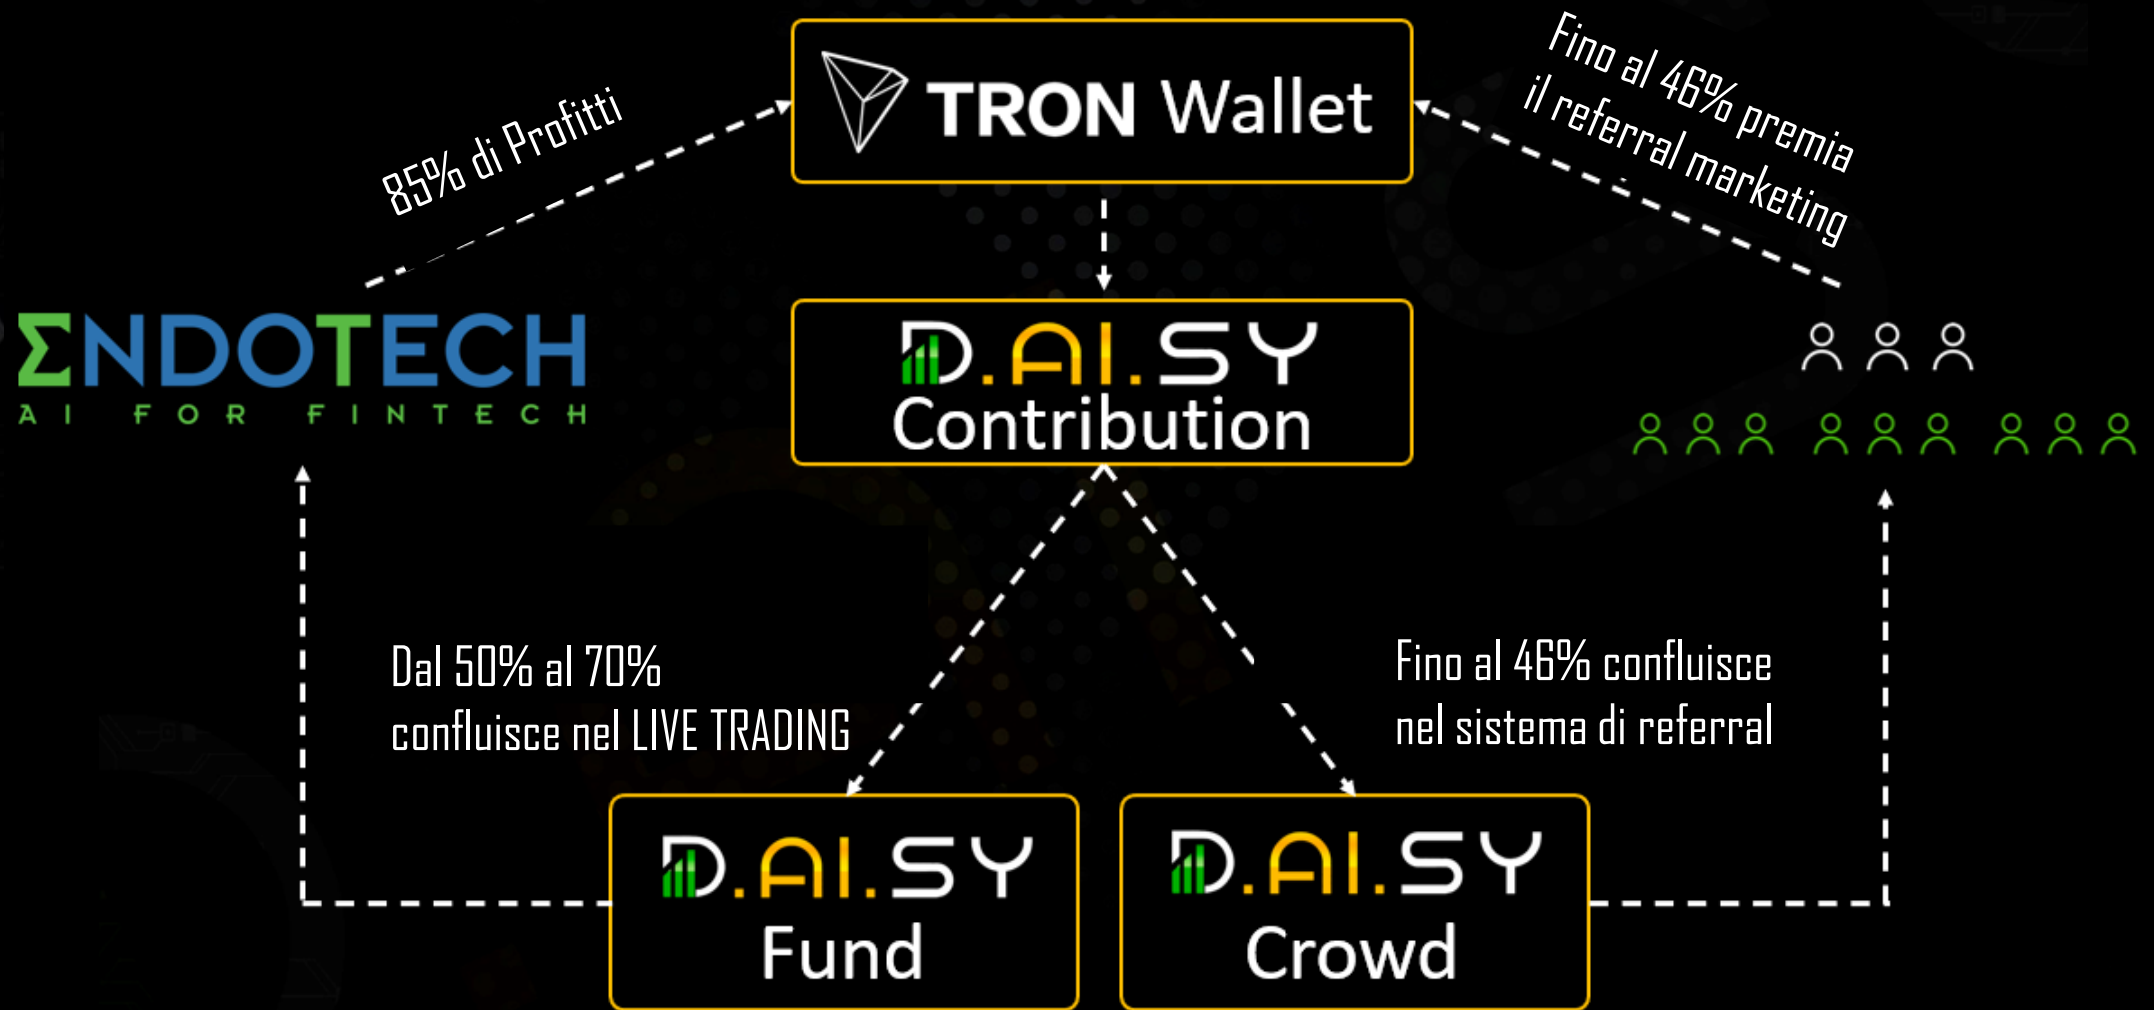 TRON Wallet
85% di Profitti
Fino al 46% premia
il referral marketing
ΣNDOTECH
AI FOR FINTECH
D.AI.SY
Contribution
Dal 50% al 70%
confluisce nel LIVE TRADING
Fino al 46% confluisce
nel sistema di referral
D.AI.SY
Fund
D.AI.SY
Crowd